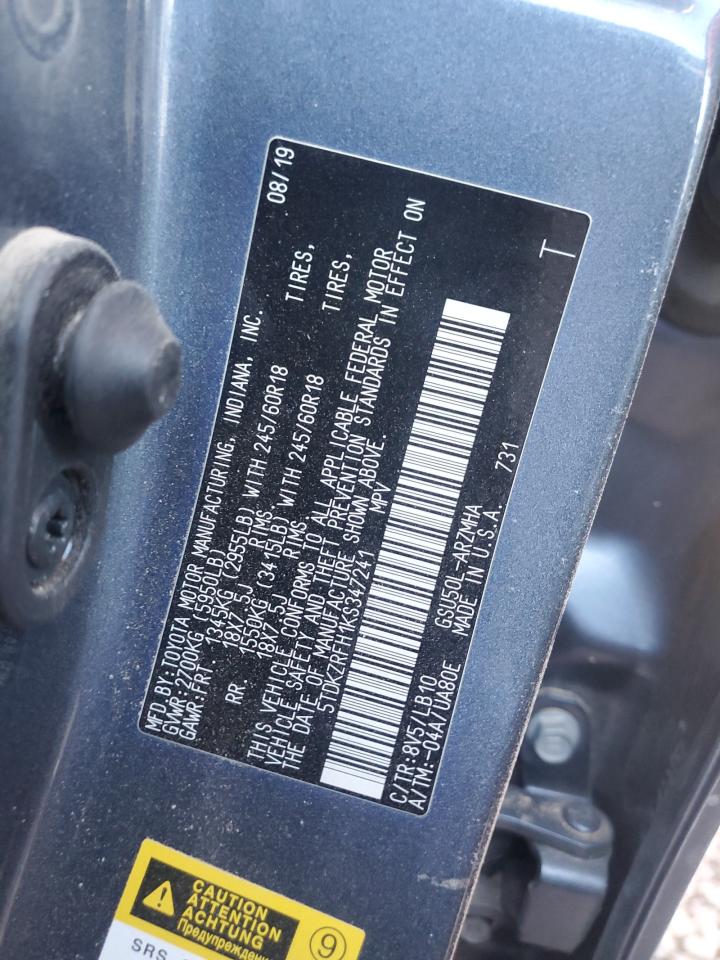 MFD BY: TOYOTA MOTOR MANUFACTURING, INDIANA, INC. 08/19
GVWR: 2700KG (5950LB)
GAWR: FRT. 1345KG (2955LB) WITH 245/60R18 TIRES,
18X7.5J RIMS
RR. 1550KG (3415LB) WITH 245/60R18 TIRES,
18X7.5J RIMS
THIS VEHICLE CONFORMS TO ALL APPLICABLE FEDERAL MOTOR
VEHICLE SAFETY AND THEFT PREVENTION STANDARDS IN EFFECT ON
THE DATE OF MANUFACTURE SHOWN ABOVE.
5TDKZRFH1KS347241 MPV
C/TR:8V5/LB10 GSU50L-ARZMHA
A/TM:-04A/UA80E MADE IN U.S.A. 731
T
CAUTION
ATTENTION
ACHTUNG
Предупреждение
9
SRS